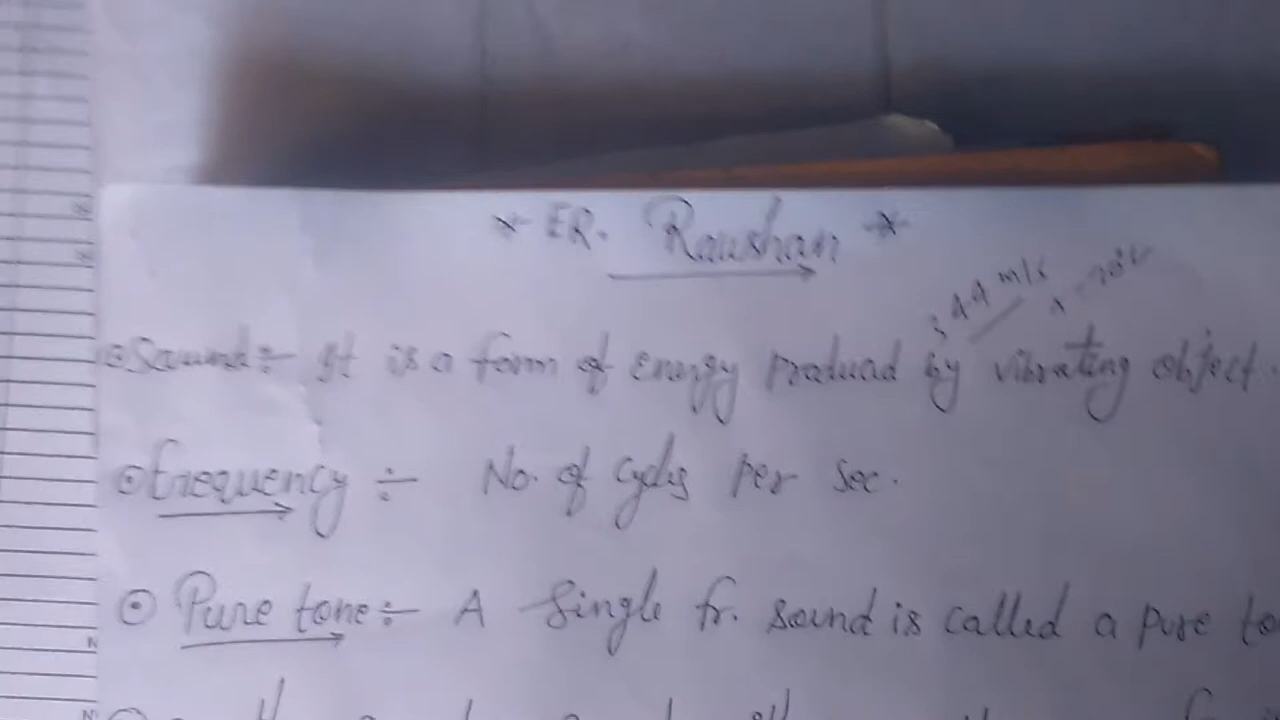 * ER. Raushan *
344 m/s
Sound:- It is a form of Energy Produced by vibrating object.
Frequency :- No. of Cycles Per Sec.
Pure tone:- A Single fr. sound is called a pure to